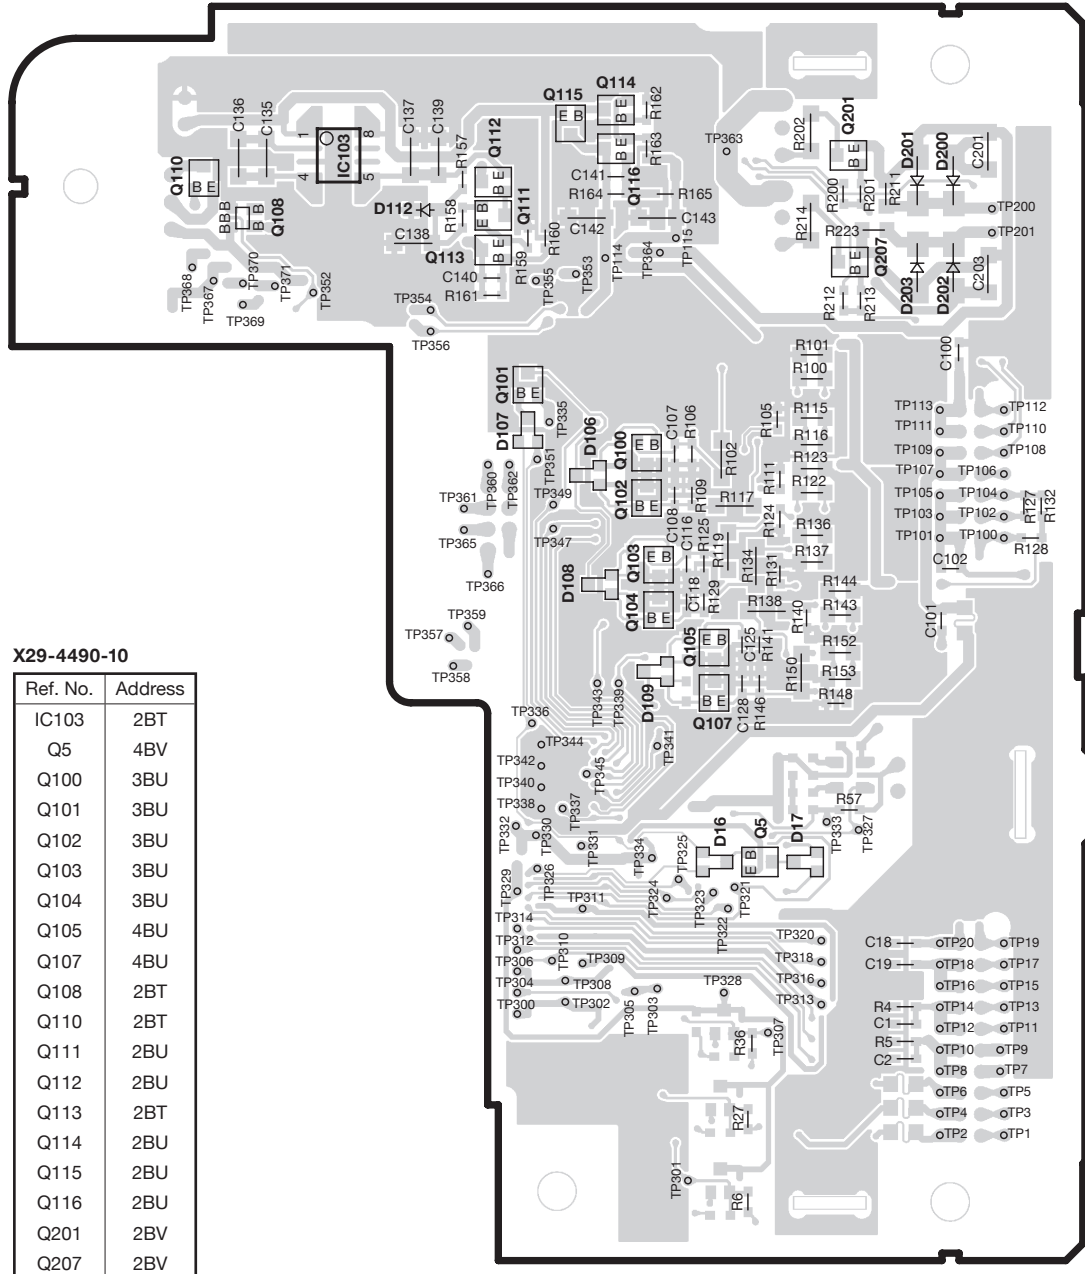 Q114
Q115
B E
R162
E B
C136
C135
C137
C139
Q112
R157
1
8
IC103
4
5
B E
R163
TP363
R202
Q201
B E
D201
D200
C201
Q110
B E
B E
C141
R164
Q116
R165
R200
R201
R211
D112
R158
B E
Q111
B B B
B B
Q108
C138
C142
C143
R214
TP200
R223
TP201
Q113
B E
R159
R160
TP114
TP364
TP115
B E
Q207
TP368
TP367
TP370
TP371
TP352
C140
R161
TP355
TP353
R212
R213
D203
D202
C203
TP369
TP354
TP356
R101
C100
R100
Q101
B E
D107
TP335
D106
Q100
E B
C107
R106
R105
R115
TP113
TP112
R116
TP111
TP110
TP351
R102
R123
TP109
TP108
TP360
TP362
TP107
TP106
TP361
TP349
Q102
B E
C108
R109
R111
R122
R117
TP105
TP104
R127
R132
TP365
TP347
C116
R125
R119
R124
R136
TP103
TP102
TP101
TP100
R128
Q103
E B
R137
R134
R131
C102
TP366
D108
Q104
B E
C118
R129
R144
R138
R143
R140
C101
TP359
TP357
TP358
Q105
E B
C125
R141
R152
R150
R153
D109
B E
Q107
C128
R146
R148
TP343
TP339
TP336
TP344
TP342
TP341
TP340
TP345
TP338
TP337
R57
TP332
TP330
TP331
TP334
D16
E B
Q5
D17
TP333
TP327
TP329
TP326
TP325
TP324
TP323
TP321
TP322
TP311
TP314
TP312
TP310
TP309
TP320
C18
TP20
TP19
TP306
TP318
C19
TP18
TP17
TP304
TP308
TP328
TP316
TP16
TP15
TP300
TP302
TP305
TP303
TP313
R4
TP14
TP13
C1
TP12
TP11
R36
TP307
R5
TP10
TP9
C2
TP8
TP7
TP6
TP5
R27
TP4
TP3
TP2
TP1
TP301
R6
X29-4490-10
Ref. No. Address
IC103 2BT
Q5 4BV
Q100 3BU
Q101 3BU
Q102 3BU
Q103 3BU
Q104 3BU
Q105 4BU
Q107 4BU
Q108 2BT
Q110 2BT
Q111 2BU
Q112 2BU
Q113 2BT
Q114 2BU
Q115 2BU
Q116 2BU
Q201 2BV
Q207 2BV